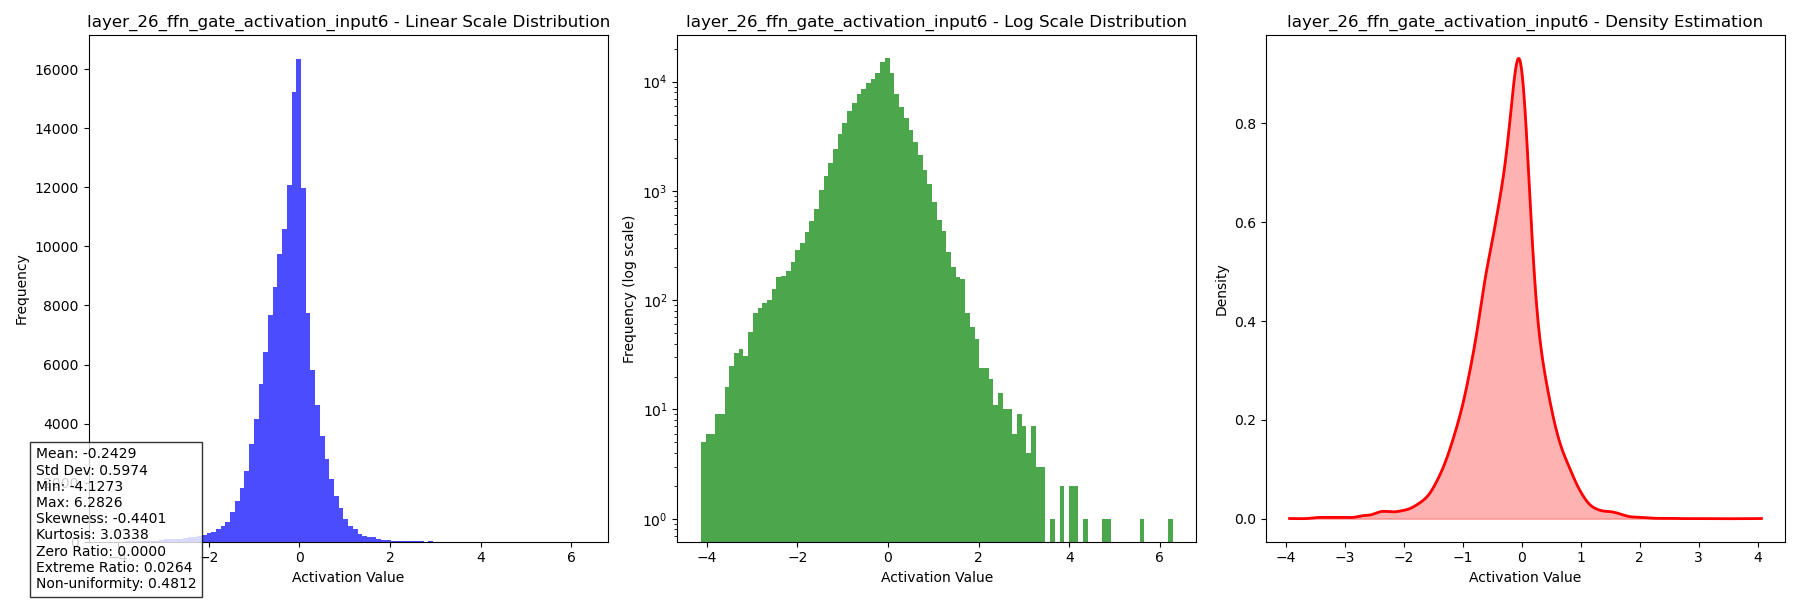 layer_26_ffn_gate_activation_input6 - Linear Scale Distribution
Frequency
16000
14000
12000
10000
8000
6000
4000
2000
0
−4
−2
0
2
4
6
Activation Value
Mean: -0.2429
Std Dev: 0.5974
Min: -4.1273
Max: 6.2826
Skewness: -0.4401
Kurtosis: 3.0338
Zero Ratio: 0.0000
Extreme Ratio: 0.0264
Non-uniformity: 0.4812
layer_26_ffn_gate_activation_input6 - Log Scale Distribution
Frequency (log scale)
10⁴
10³
10²
10¹
10⁰
−4
−2
0
2
4
6
Activation Value
layer_26_ffn_gate_activation_input6 - Density Estimation
Density
0.8
0.6
0.4
0.2
0.0
−4
−3
−2
−1
0
1
2
3
4
Activation Value